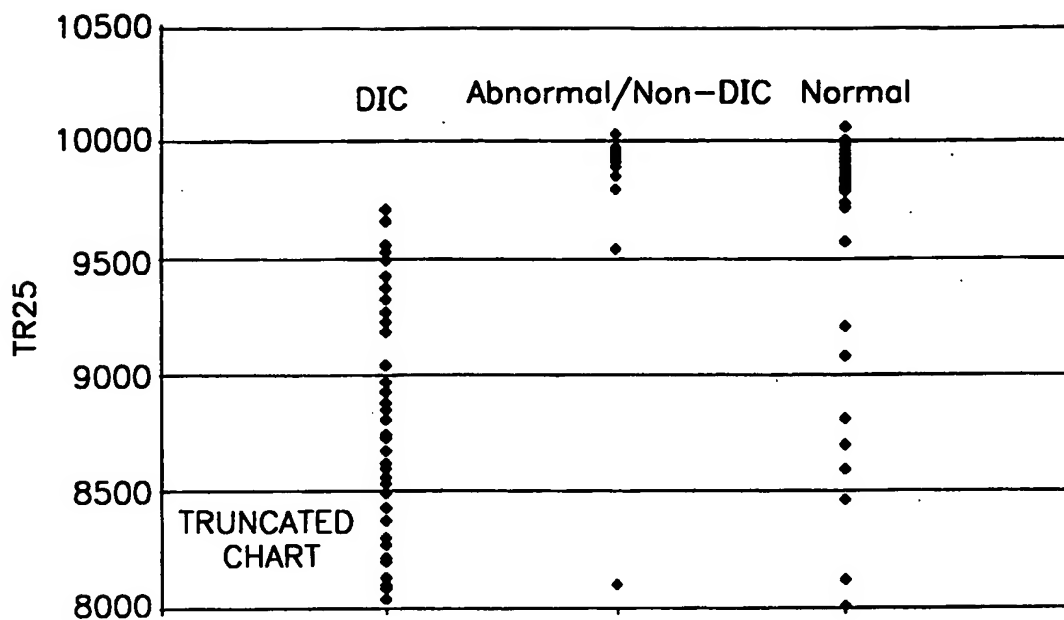 10500
DIC Abnormal/Non-DIC Normal
10000
9500
TR25
9000
8500
TRUNCATED
CHART
8000